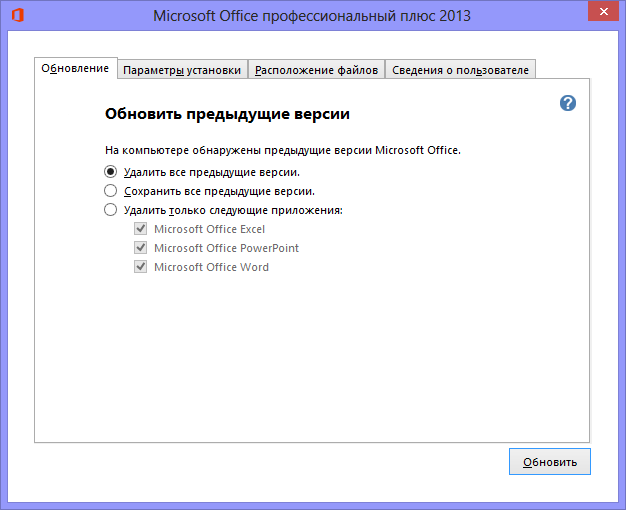 Microsoft Office профессиональный плюс 2013
Обновление Параметры установки Расположение файлов Сведения о пользователе
Обновить предыдущие версии
?
На компьютере обнаружены предыдущие версии Microsoft Office.
Удалить все предыдущие версии.
Сохранить все предыдущие версии.
Удалить только следующие приложения:
Microsoft Office Excel
Microsoft Office PowerPoint
Microsoft Office Word
Обновить